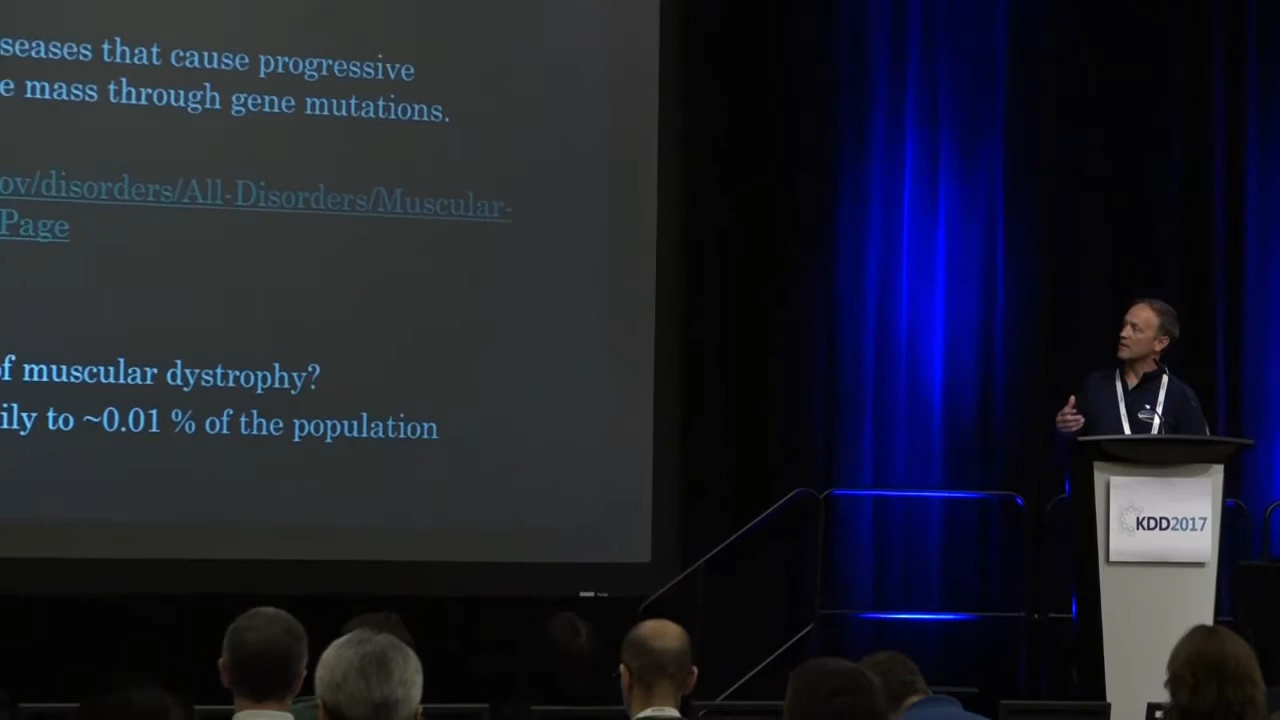 seases that cause progressive
e mass through gene mutations.
ov/disorders/All-Disorders/Muscular-
Page
f muscular dystrophy?
ily to ~0.01 % of the population
KDD2017